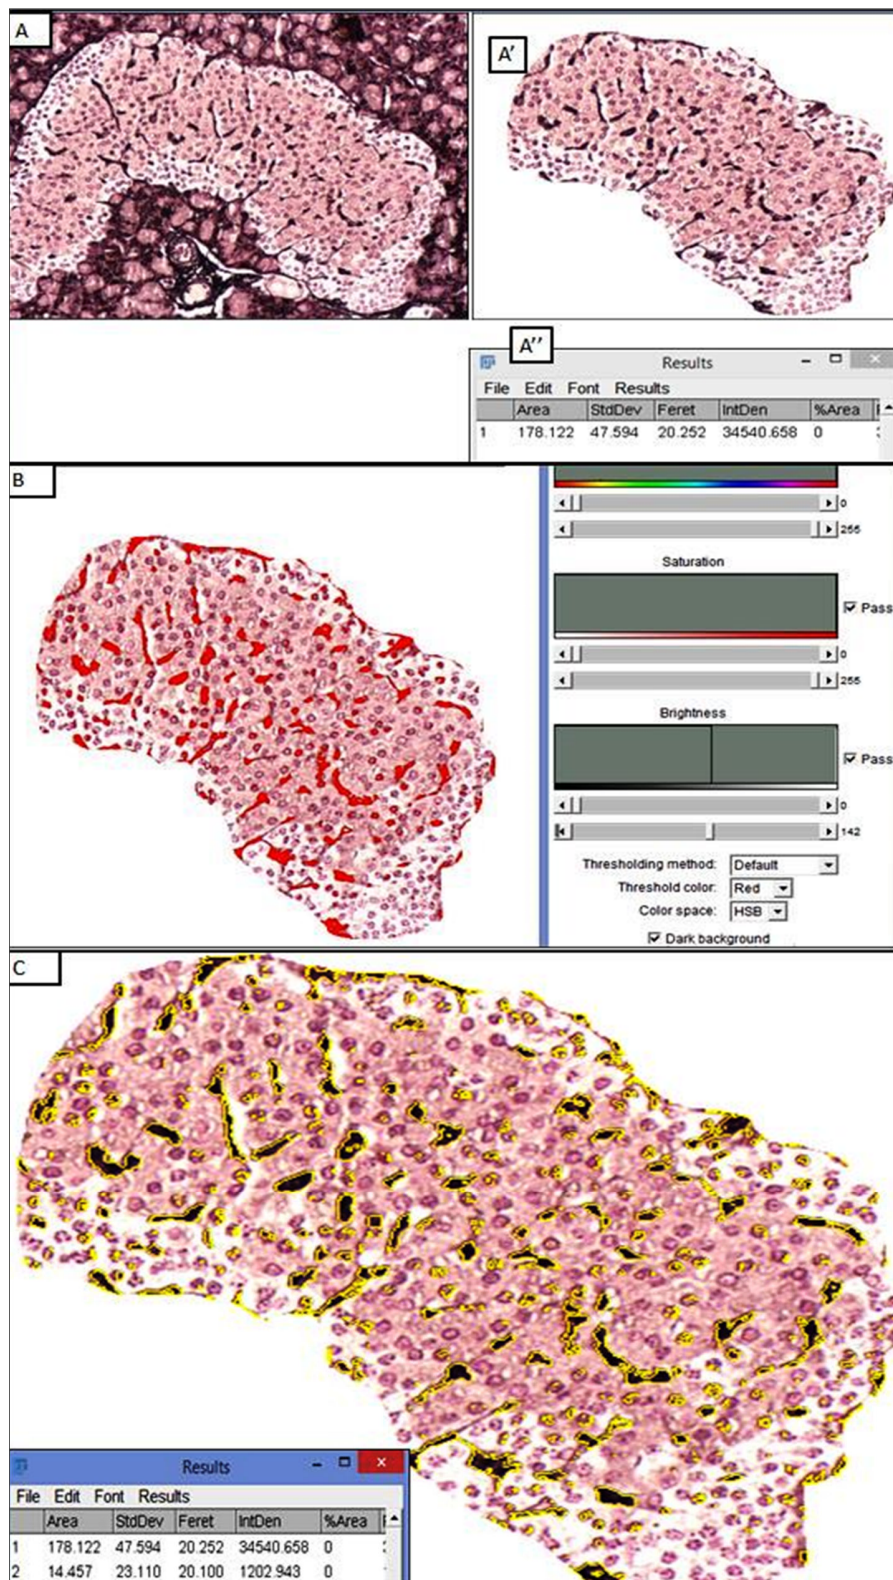 A
A'
A''
Results
File Edit Font Results
Area StdDev Feret IntDen %Area
1 178.122 47.594 20.252 34540.658 0
B
0
255
Saturation
Pass
0
255
Brightness
Pass
0
142
Thresholding method: Default
Threshold color: Red
Color space: HSB
Dark background
C
Results
File Edit Font Results
Area StdDev Feret IntDen %Area
1 178.122 47.594 20.252 34540.658 0
2 14.457 23.110 20.100 1202.943 0